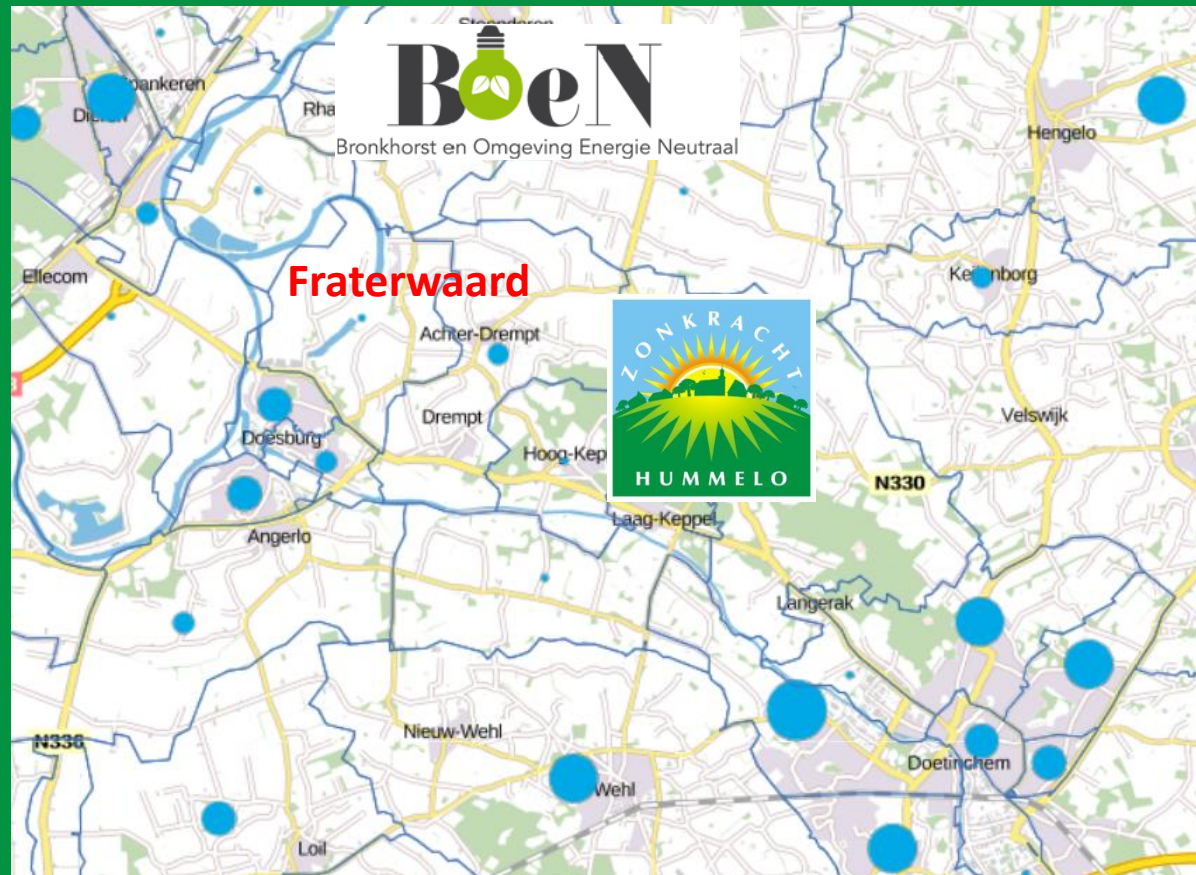 BoeN
Bronkhorst en Omgeving Energie Neutraal
Hengelo
Ellecom
Fraterwaard
Achter-Drempt
ZONKRACHT
HUMMELO
Drempt
Velswijk
Doesburg
N330
Laag-Keppel
Angerlo
Langerak
Nieuw-Wehl
N336
Doetinchem
Wehl
Loil